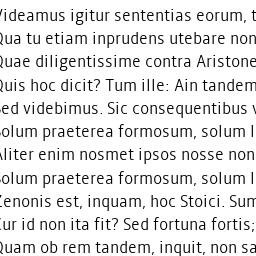 Videamus igitur sententias eorum, t
Qua tu etiam inprudens utebare non
Quae diligentissime contra Aristone
Quis hoc dicit? Tum ille: Ain tandem
Sed videbimus. Sic consequentibus v
Solum praeterea formosum, solum l
Aliter enim nosmet ipsos nosse non
Solum praeterea formosum, solum l
Zenonis est, inquam, hoc Stoici. Sum
Cur id non ita fit? Sed fortuna fortis;
Quam ob rem tandem, inquit, non sa